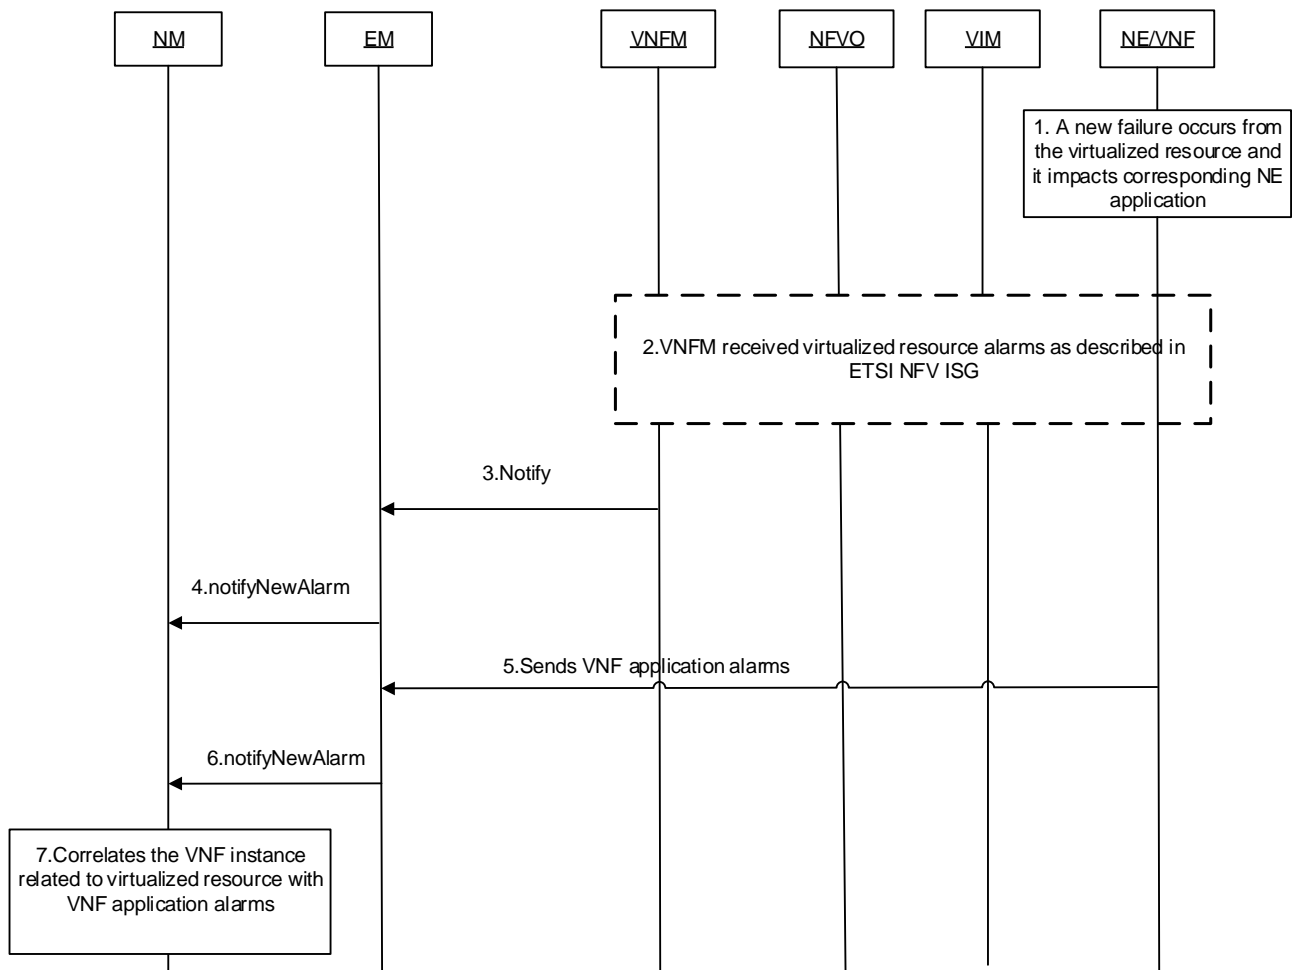 NM
EM
VNFM
NFVO
VIM
NE/VNF
1. A new failure occurs from
the virtualized resource and
it impacts corresponding NE
application
2.VNFM received virtualized resource alarms as described in
ETSI NFV ISG
3.Notify
4.notifyNewAlarm
5.Sends VNF application alarms
6.notifyNewAlarm
7.Correlates the VNF instance
related to virtualized resource with
VNF application alarms